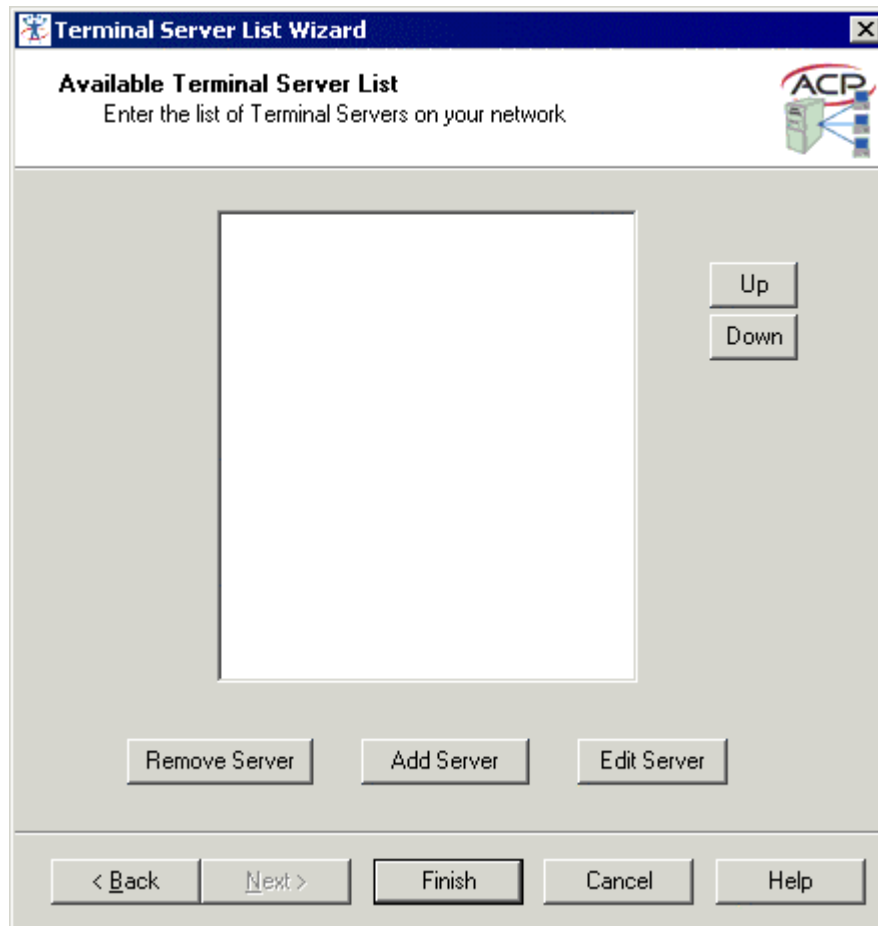 Terminal Server List Wizard
Available Terminal Server List
Enter the list of Terminal Servers on your network
ACP
Up
Down
Remove Server
Add Server
Edit Server
< Back
Next >
Finish
Cancel
Help